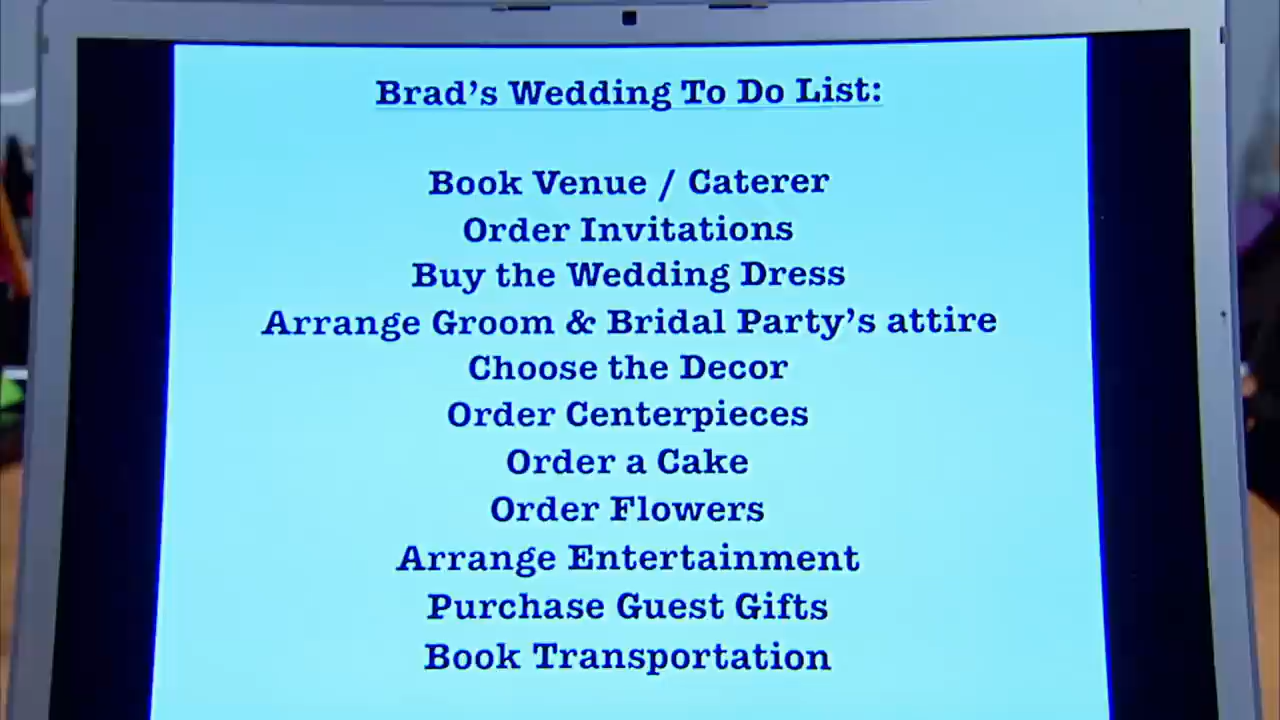 Brad's Wedding To Do List:
Book Venue / Caterer
Order Invitations
Buy the Wedding Dress
Arrange Groom & Bridal Party's attire
Choose the Decor
Order Centerpieces
Order a Cake
Order Flowers
Arrange Entertainment
Purchase Guest Gifts
Book Transportation